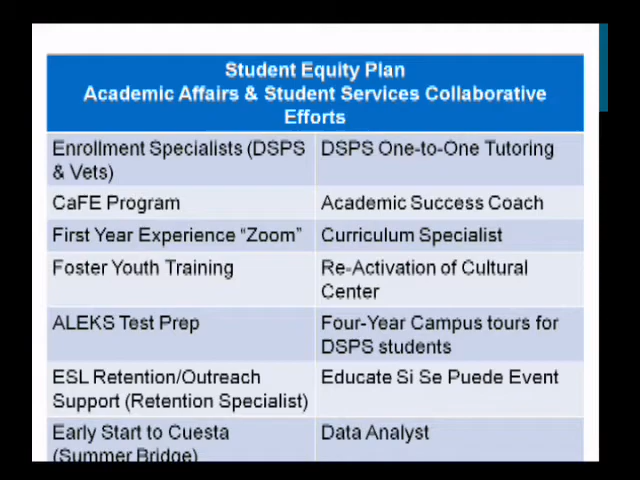 Student Equity Plan
Academic Affairs & Student Services Collaborative
Efforts
Enrollment Specialists (DSPS
& Vets)
DSPS One-to-One Tutoring
CaFE Program
Academic Success Coach
First Year Experience “Zoom”
Curriculum Specialist
Foster Youth Training
Re-Activation of Cultural
Center
ALEKS Test Prep
Four-Year Campus tours for
DSPS students
ESL Retention/Outreach
Support (Retention Specialist)
Educate Si Se Puede Event
Early Start to Cuesta
(Summer Bridge)
Data Analyst